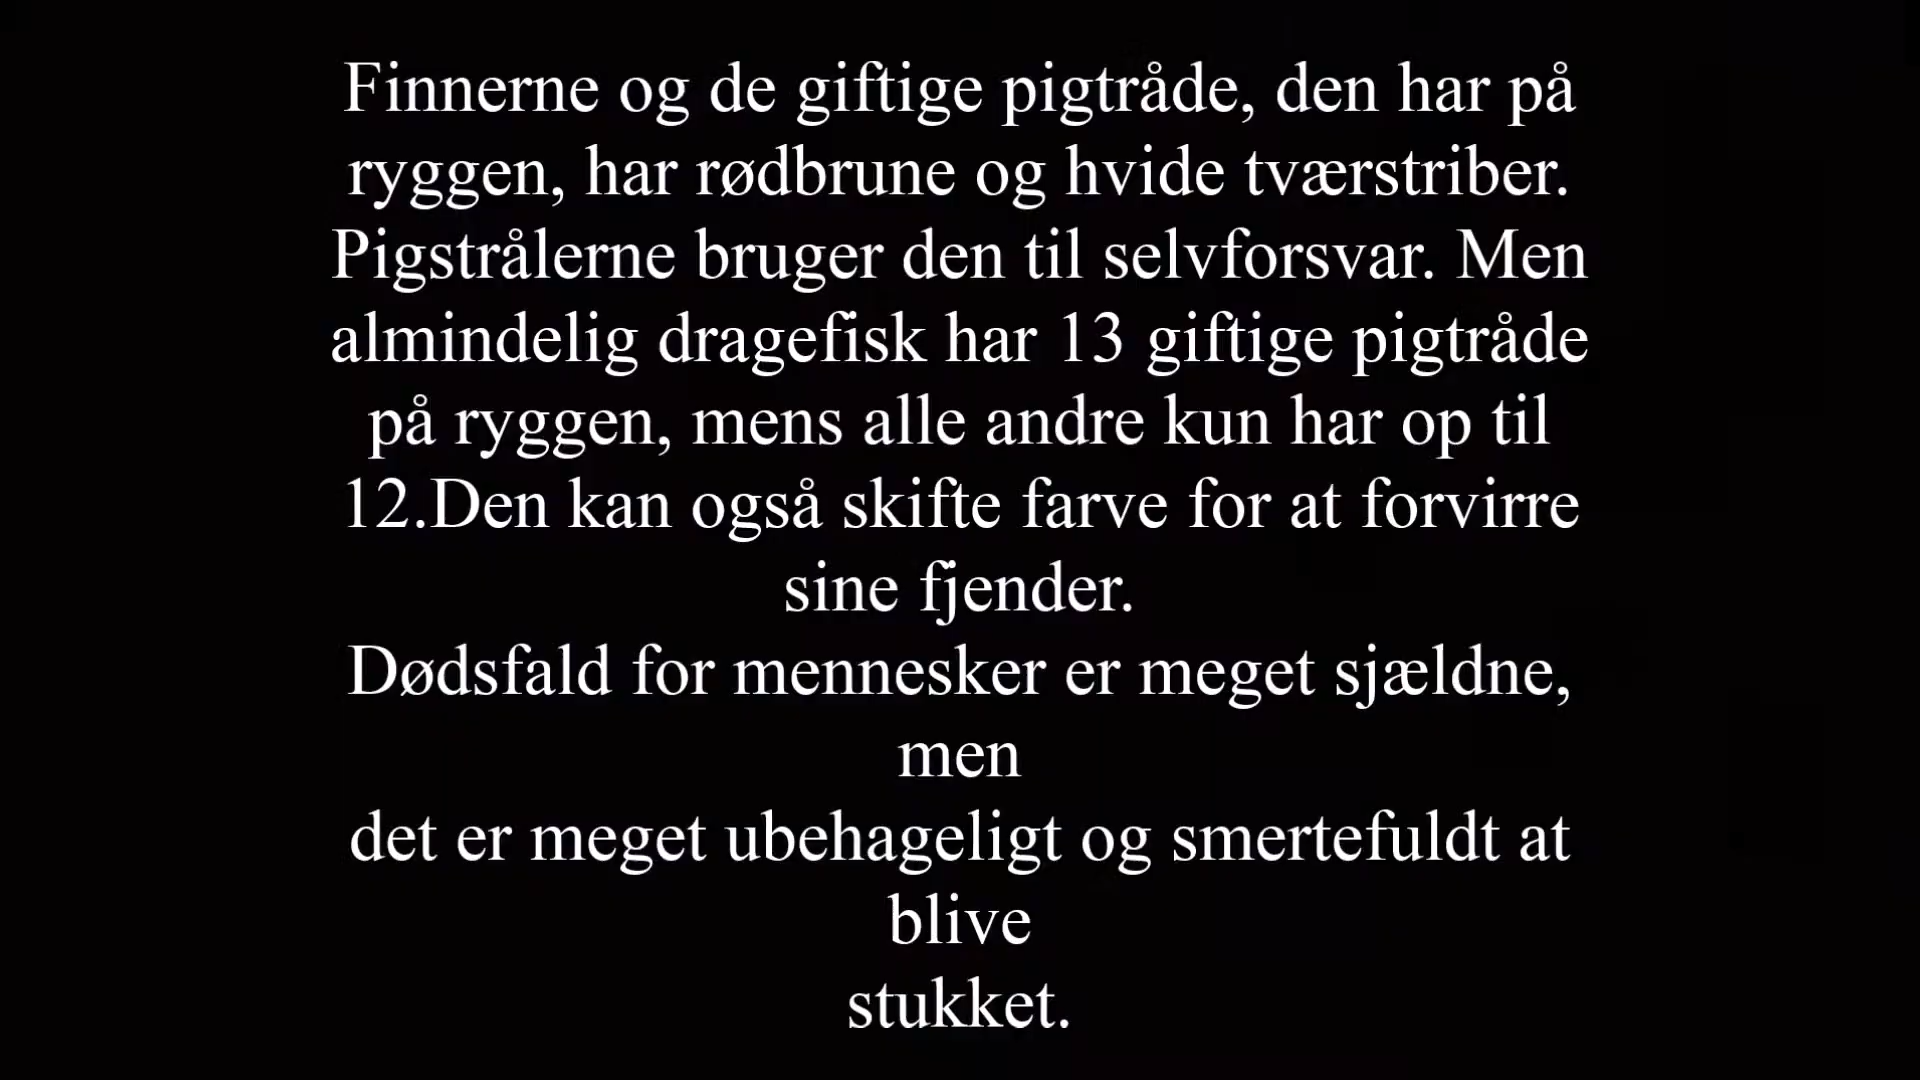 Finnerne og de giftige pigtråde, den har på
ryggen, har rødbrune og hvide tværstriber.
Pigstrålerne bruger den til selvforsvar. Men
almindelig dragefisk har 13 giftige pigtråde
på ryggen, mens alle andre kun har op til
12.Den kan også skifte farve for at forvirre
sine fjender.
Dødsfald for mennesker er meget sjældne,
men
det er meget ubehageligt og smertefuldt at
blive
stukket.